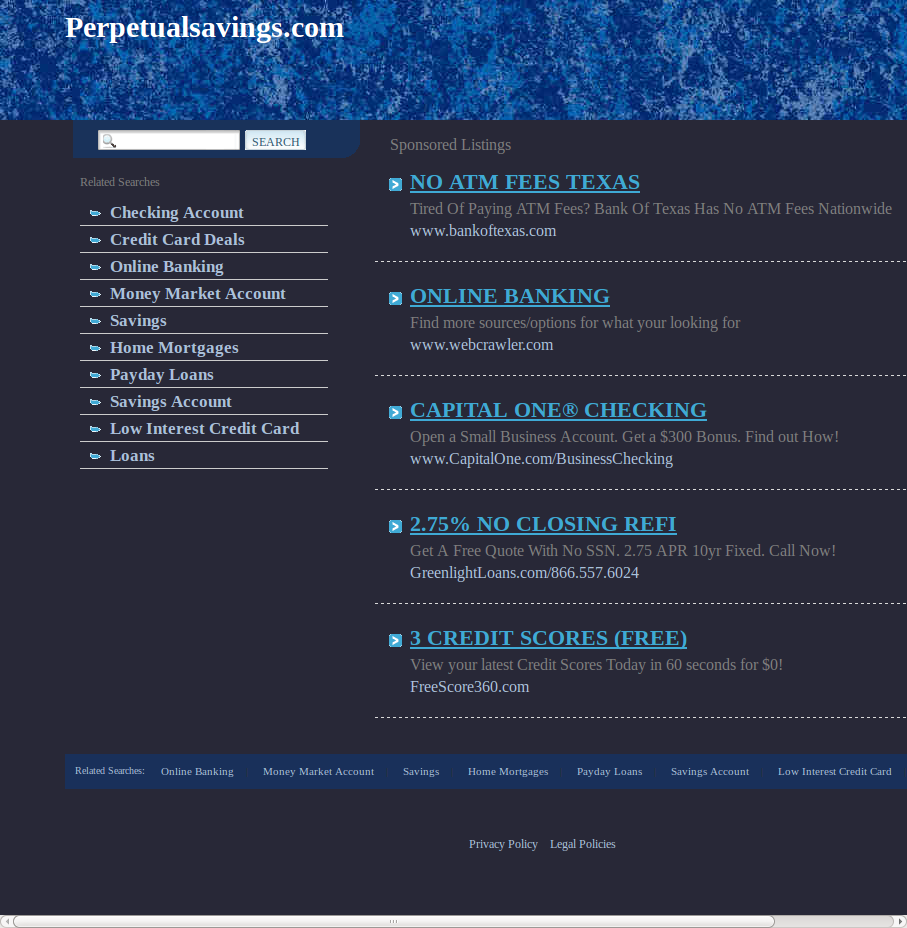 Perpetualsavings.com
SEARCH
Related Searches
Checking Account
Credit Card Deals
Online Banking
Money Market Account
Savings
Home Mortgages
Payday Loans
Savings Account
Low Interest Credit Card
Loans
Sponsored Listings
NO ATM FEES TEXAS
Tired Of Paying ATM Fees? Bank Of Texas Has No ATM Fees Nationwide
www.bankoftexas.com
ONLINE BANKING
Find more sources/options for what your looking for
www.webcrawler.com
CAPITAL ONE® CHECKING
Open a Small Business Account. Get a $300 Bonus. Find out How!
www.CapitalOne.com/BusinessChecking
2.75% NO CLOSING REFI
Get A Free Quote With No SSN. 2.75 APR 10yr Fixed. Call Now!
GreenlightLoans.com/866.557.6024
3 CREDIT SCORES (FREE)
View your latest Credit Scores Today in 60 seconds for $0!
FreeScore360.com
Related Searches: Online Banking Money Market Account Savings Home Mortgages Payday Loans Savings Account Low Interest Credit Card
Privacy Policy Legal Policies